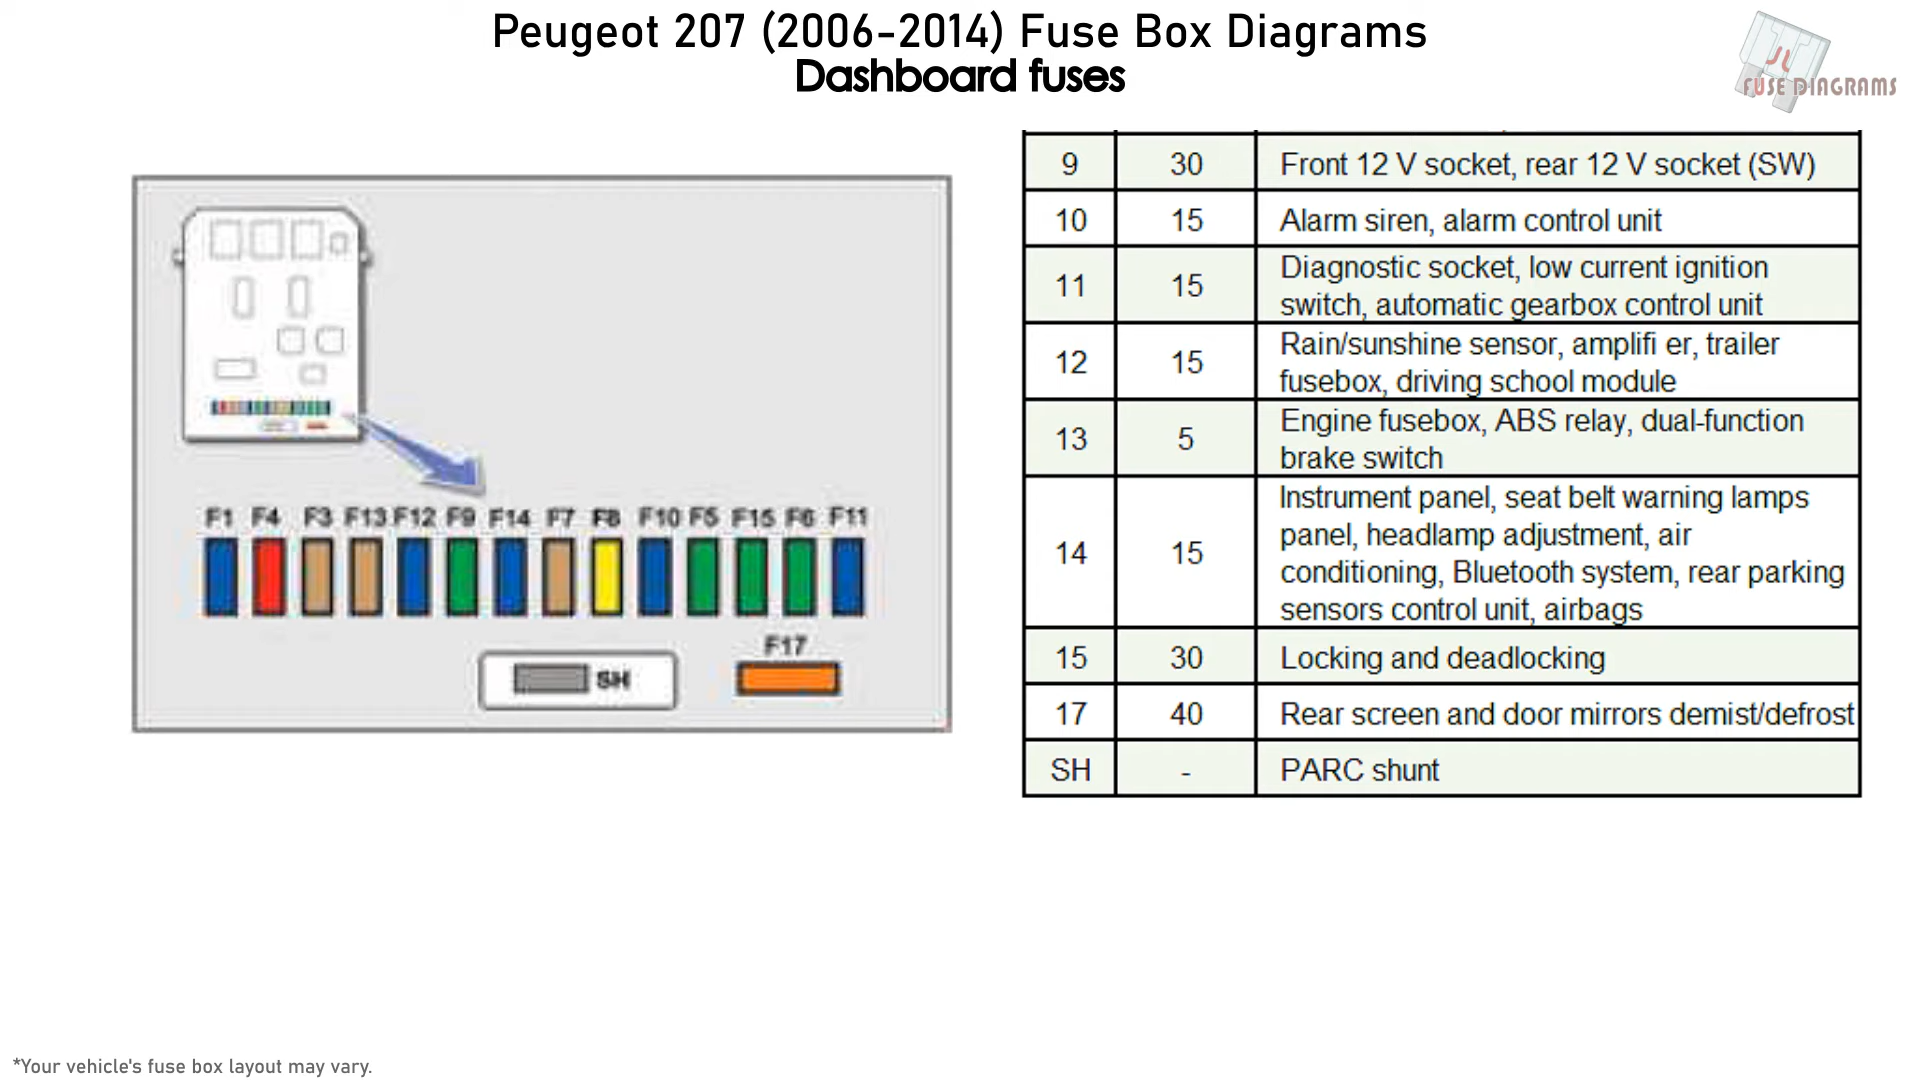 Peugeot 207 (2006-2014) Fuse Box Diagrams
Dashboard fuses
JL
FUSE DIAGRAMS
F1 F4 F3 F13 F12 F9 F14 F7 F8 F10 F5 F15 F6 F11
F17
SH
9 30 Front 12 V socket, rear 12 V socket (SW)
10 15 Alarm siren, alarm control unit
11 15 Diagnostic socket, low current ignition
switch, automatic gearbox control unit
12 15 Rain/sunshine sensor, amplifi er, trailer
fusebox, driving school module
13 5 Engine fusebox, ABS relay, dual-function
brake switch
14 15 Instrument panel, seat belt warning lamps
panel, headlamp adjustment, air
conditioning, Bluetooth system, rear parking
sensors control unit, airbags
15 30 Locking and deadlocking
17 40 Rear screen and door mirrors demist/defrost
SH - PARC shunt
*Your vehicle's fuse box layout may vary.